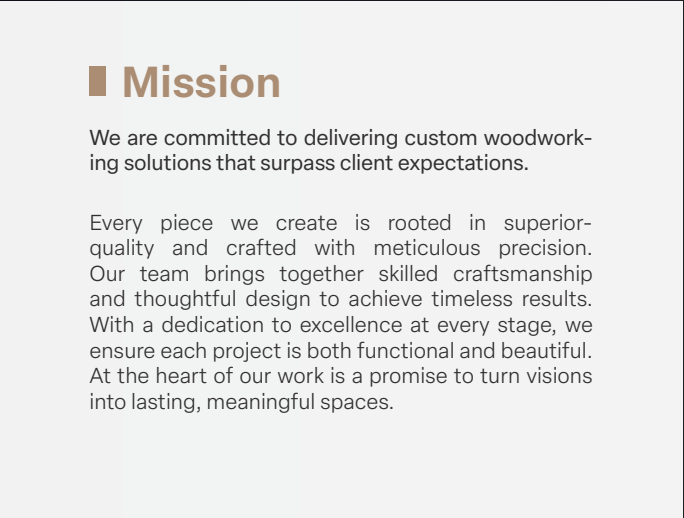 Mission
We are committed to delivering custom woodwork-
ing solutions that surpass client expectations.
Every piece we create is rooted in superior-
quality and crafted with meticulous precision.
Our team brings together skilled craftsmanship
and thoughtful design to achieve timeless results.
With a dedication to excellence at every stage, we
ensure each project is both functional and beautiful.
At the heart of our work is a promise to turn visions
into lasting, meaningful spaces.